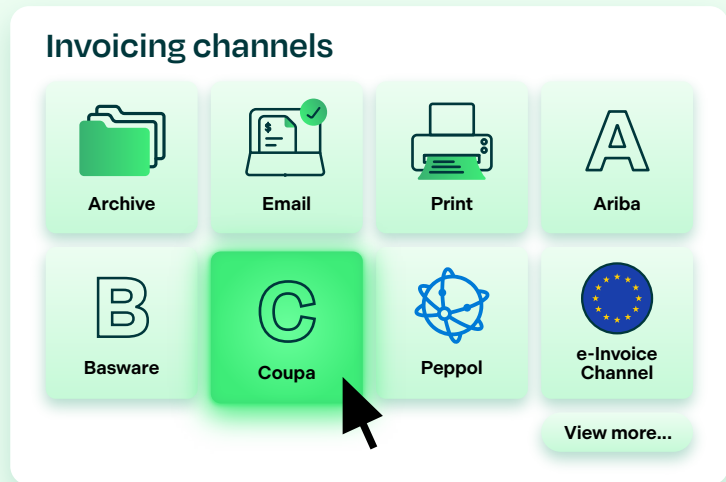 Invoicing channels
$
Archive
Email
Print
A
Ariba
B
Basware
C
Coupa
Peppol
e-Invoice
Channel
View more...